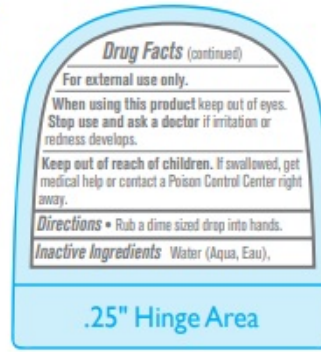 Drug Facts (continued)
For external use only.
When using this product keep out of eyes.
Stop use and ask a doctor if irritation or
redness develops.
Keep out of reach of children. If swallowed, get
medical help or contact a Poison Control Center right
away.
Directions • Rub a dime sized drop into hands.
Inactive Ingredients Water (Aqua, Eau),
.25" Hinge Area